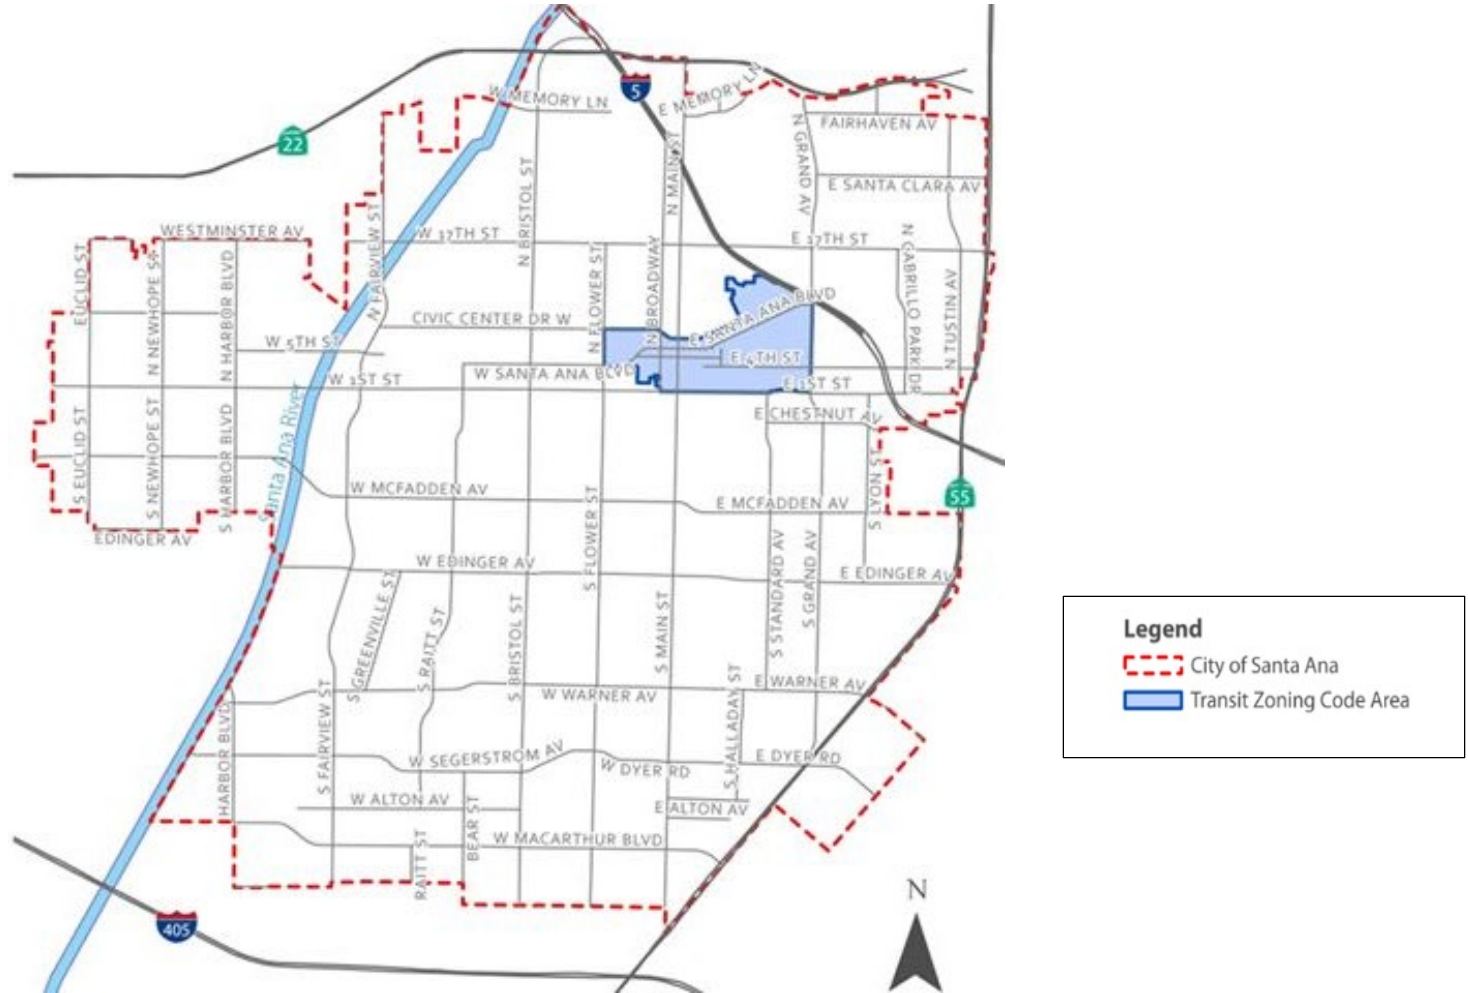 W MEMORY LN
5
E MEMORY LN
22
FAIRHAVEN AV
N GRAND AV
N MAIN ST
N BRISTOL ST
E SANTA CLARA AV
N FAIRVIEW ST
WESTMINSTER AV
W 17TH ST
E 17TH ST
EUCLID ST
N NEWHOPE ST
N HARBOR BLVD
N FLOWER ST
N BROADWAY
N CABRILLO PARK DR
N TUSTIN AV
CIVIC CENTER DR W
E SANTA ANA BLVD
W 5TH ST
E 4TH ST
W SANTA ANA BLVD
W 1ST ST
E 1ST ST
Santa Ana River
E CHESTNUT AV
S EUCLID ST
S NEWHOPE ST
S HARBOR BLVD
W MCFADDEN AV
E MCFADDEN AV
S LYON ST
55
EDINGER AV
S FLOWER ST
W EDINGER AV
E EDINGER AV
S STANDARD AV
S GRAND AV
S GREENVILLE ST
S RAITT ST
S BRISTOL ST
S MAIN ST
Legend
City of Santa Ana
Transit Zoning Code Area
S FAIRVIEW ST
W WARNER AV
E WARNER AV
S HALLADAY ST
HARBOR BLVD
W SEGERSTROM AV
W DYER RD
E DYER RD
W ALTON AV
E ALTON AV
BEAR ST
RAITT ST
W MACARTHUR BLVD
N
405